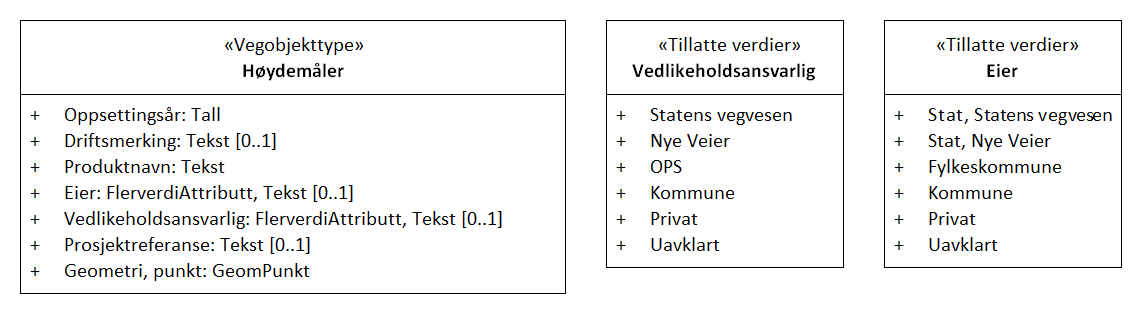 «Vegobjekttype»
Høydemåler
+ Oppsettingsår: Tall
+ Driftsmerking: Tekst [0..1]
+ Produktnavn: Tekst
+ Eier: FlerverdiAttributt, Tekst [0..1]
+ Vedlikeholdsansvarlig: FlerverdiAttributt, Tekst [0..1]
+ Prosjektreferanse: Tekst [0..1]
+ Geometri, punkt: GeomPunkt
«Tillatte verdier»
Vedlikeholdsansvarlig
+ Statens vegvesen
+ Nye Veier
+ OPS
+ Kommune
+ Privat
+ Uavklart
«Tillatte verdier»
Eier
+ Stat, Statens vegvesen
+ Stat, Nye Veier
+ Fylkeskommune
+ Kommune
+ Privat
+ Uavklart